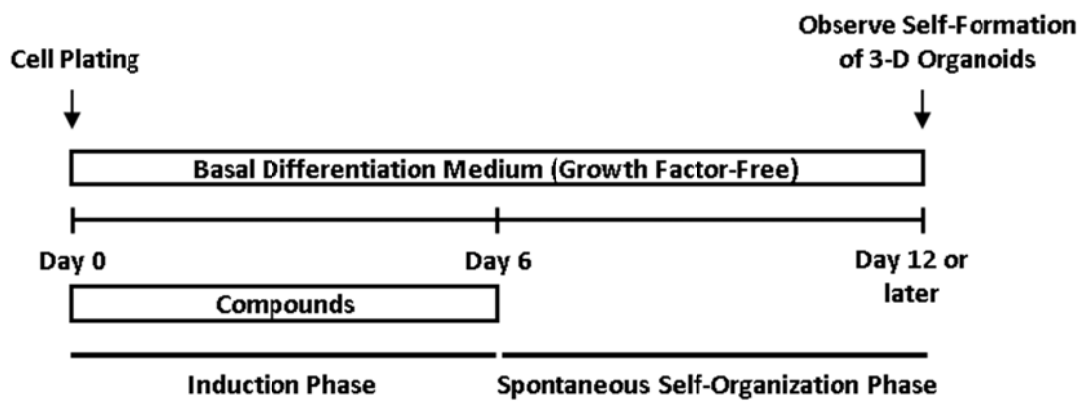 Observe Self-Formation
of 3-D Organoids
Cell Plating
Basal Differentiation Medium (Growth Factor-Free)
Day 0
Day 6
Day 12 or
later
Compounds
Induction Phase
Spontaneous Self-Organization Phase